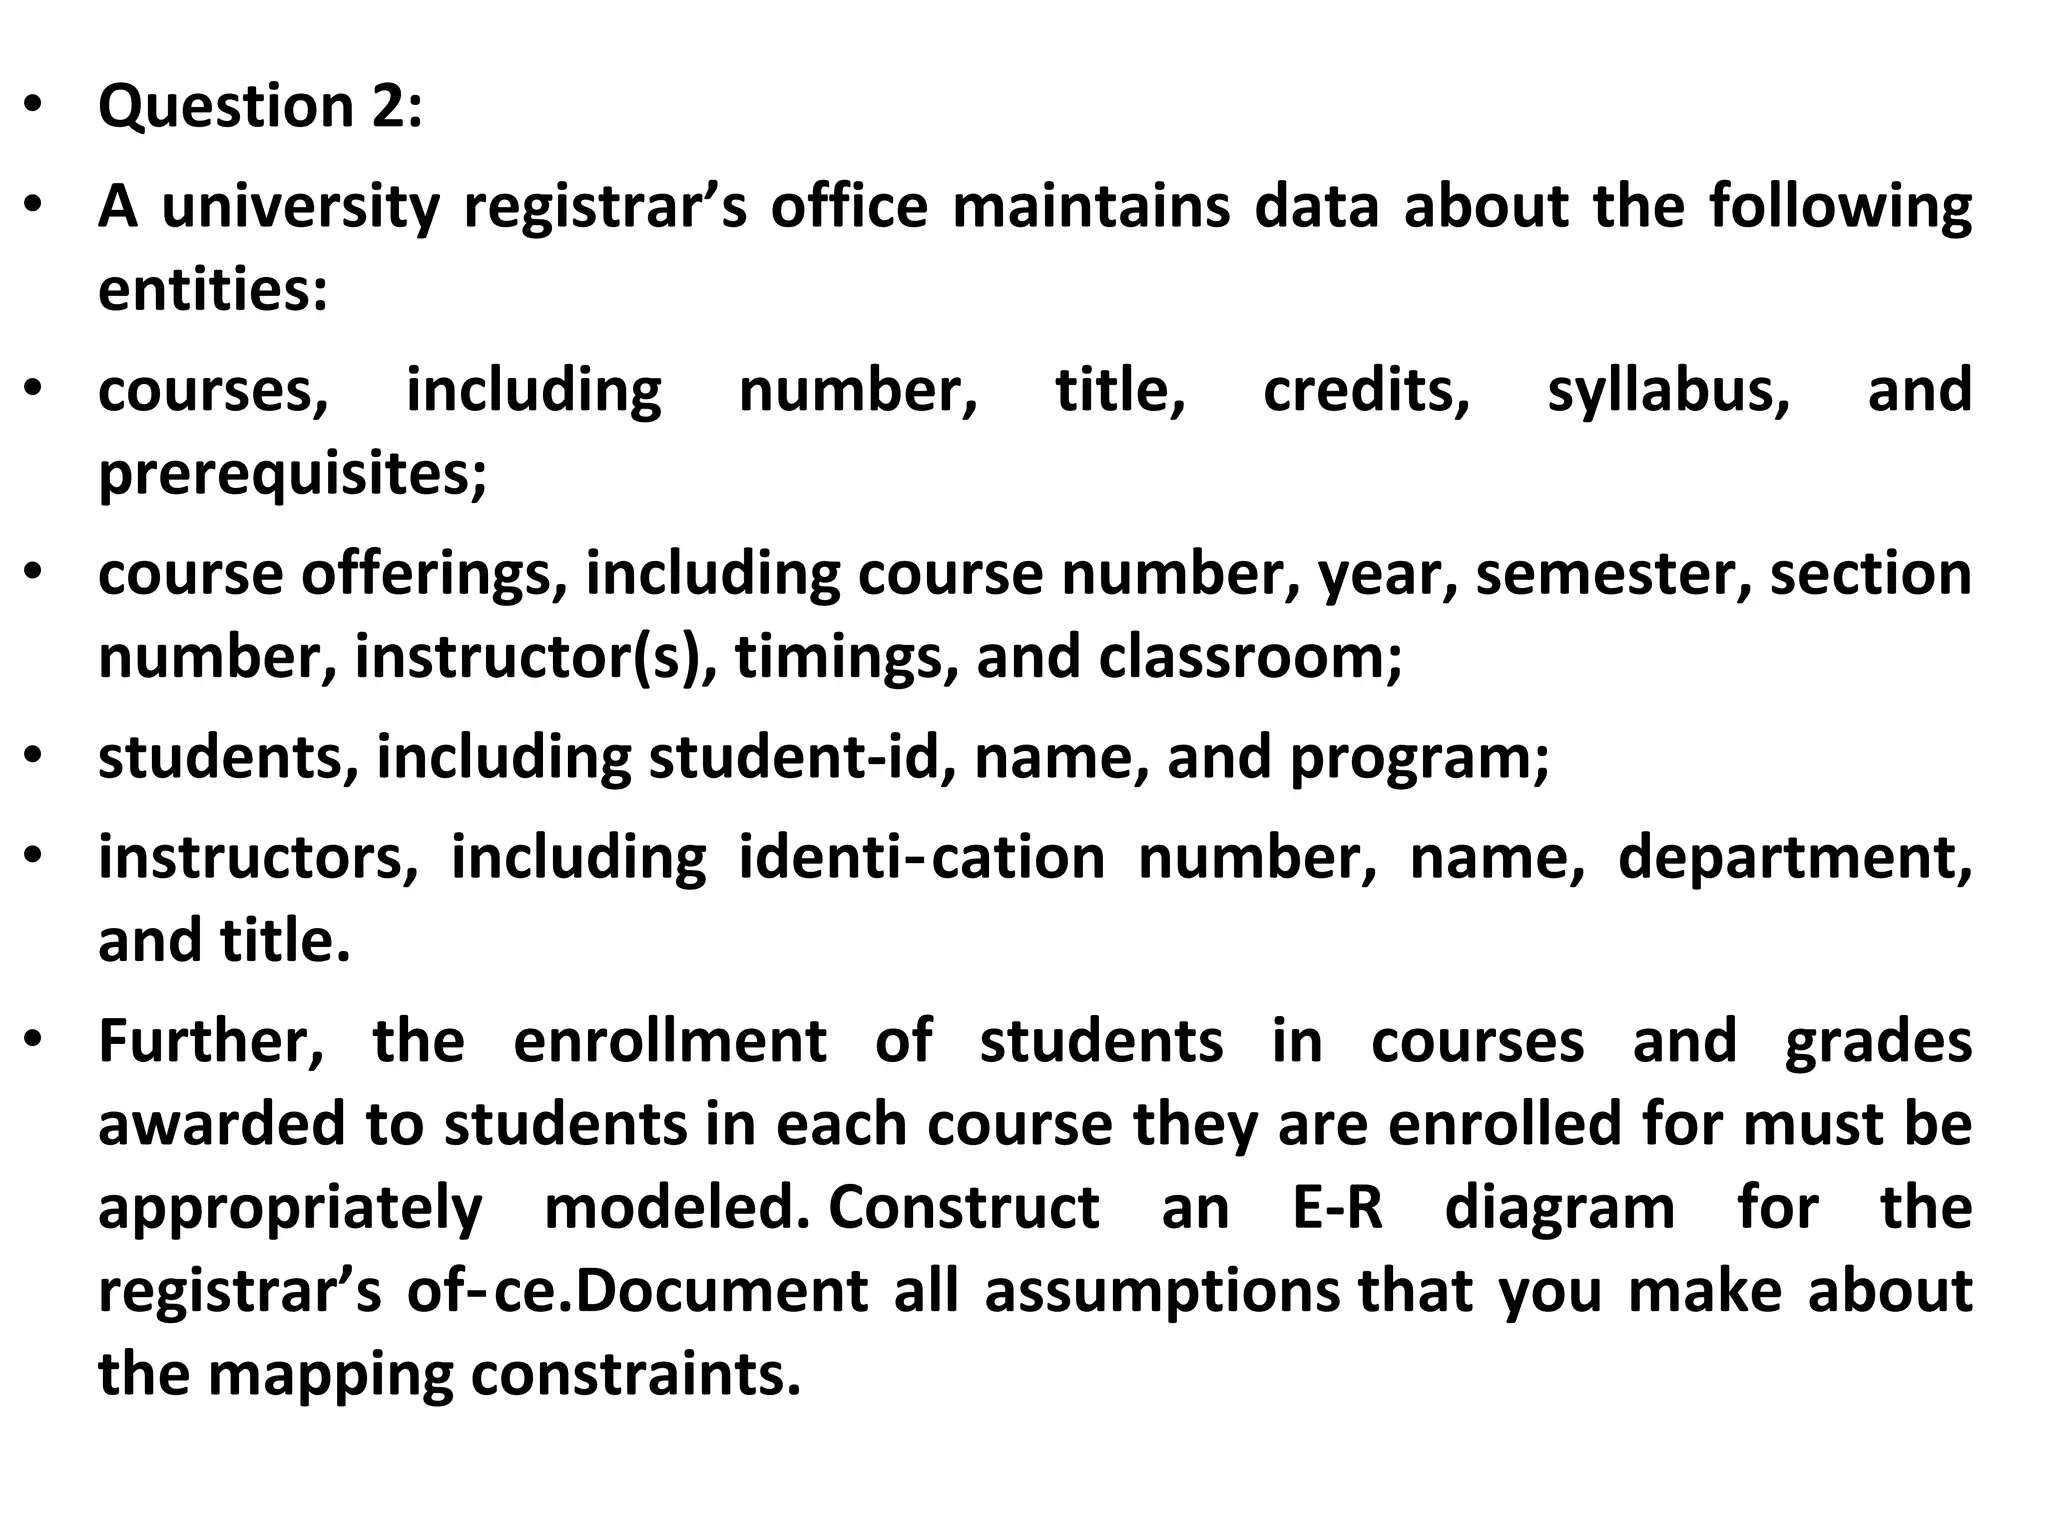 • Question 2:
• A university registrar’s office maintains data about the following
entities:
• courses, including number, title, credits, syllabus, and
prerequisites;
• course offerings, including course number, year, semester, section
number, instructor(s), timings, and classroom;
• students, including student-id, name, and program;
• instructors, including identi-cation number, name, department,
and title.
• Further, the enrollment of students in courses and grades
awarded to students in each course they are enrolled for must be
appropriately modeled. Construct an E-R diagram for the
registrar’s of-ce.Document all assumptions that you make about
the mapping constraints.